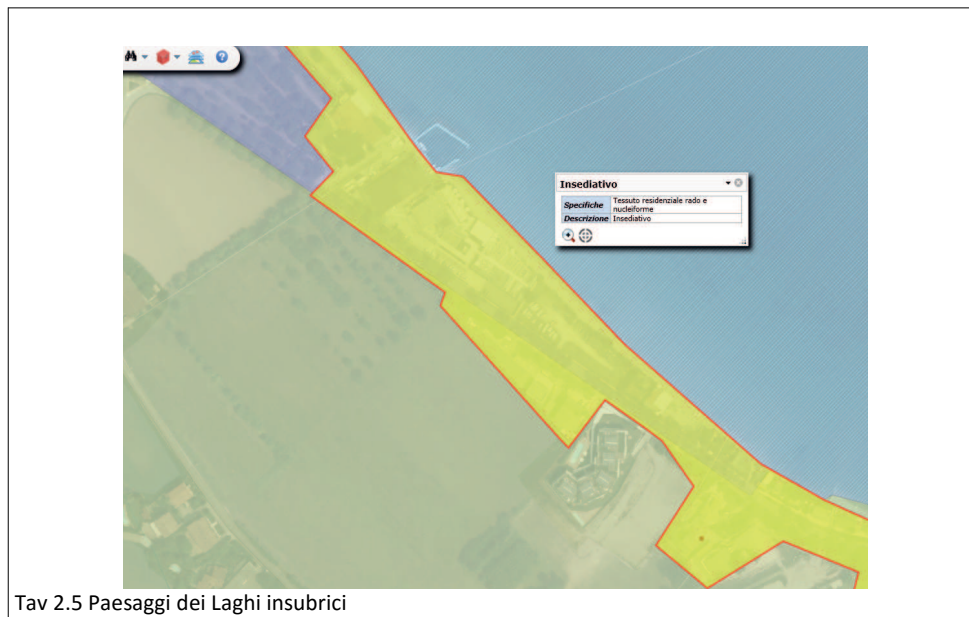 Insediativo
Specifiche Tessuto residenziale rado e
nucleiforme
Descrizione Insediativo
Tav 2.5 Paesaggi dei Laghi insubrici